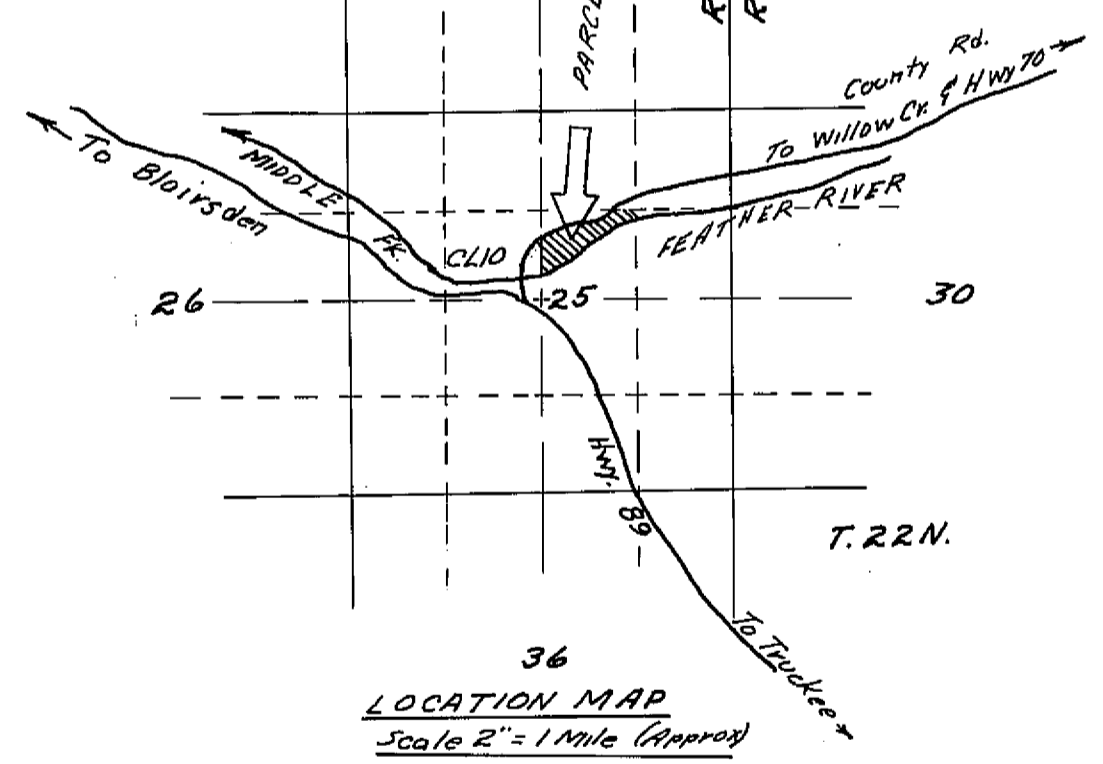 R
R
County Rd.
To Willow Cr. & Hwy 70
To Blairsden
MIDDLE
FK.
FEATHER RIVER
CLIO
26
25
30
HWY.
89
T. 22N.
To Truckee
36
LOCATION MAP
Scale 2" = 1 Mile (Approx)